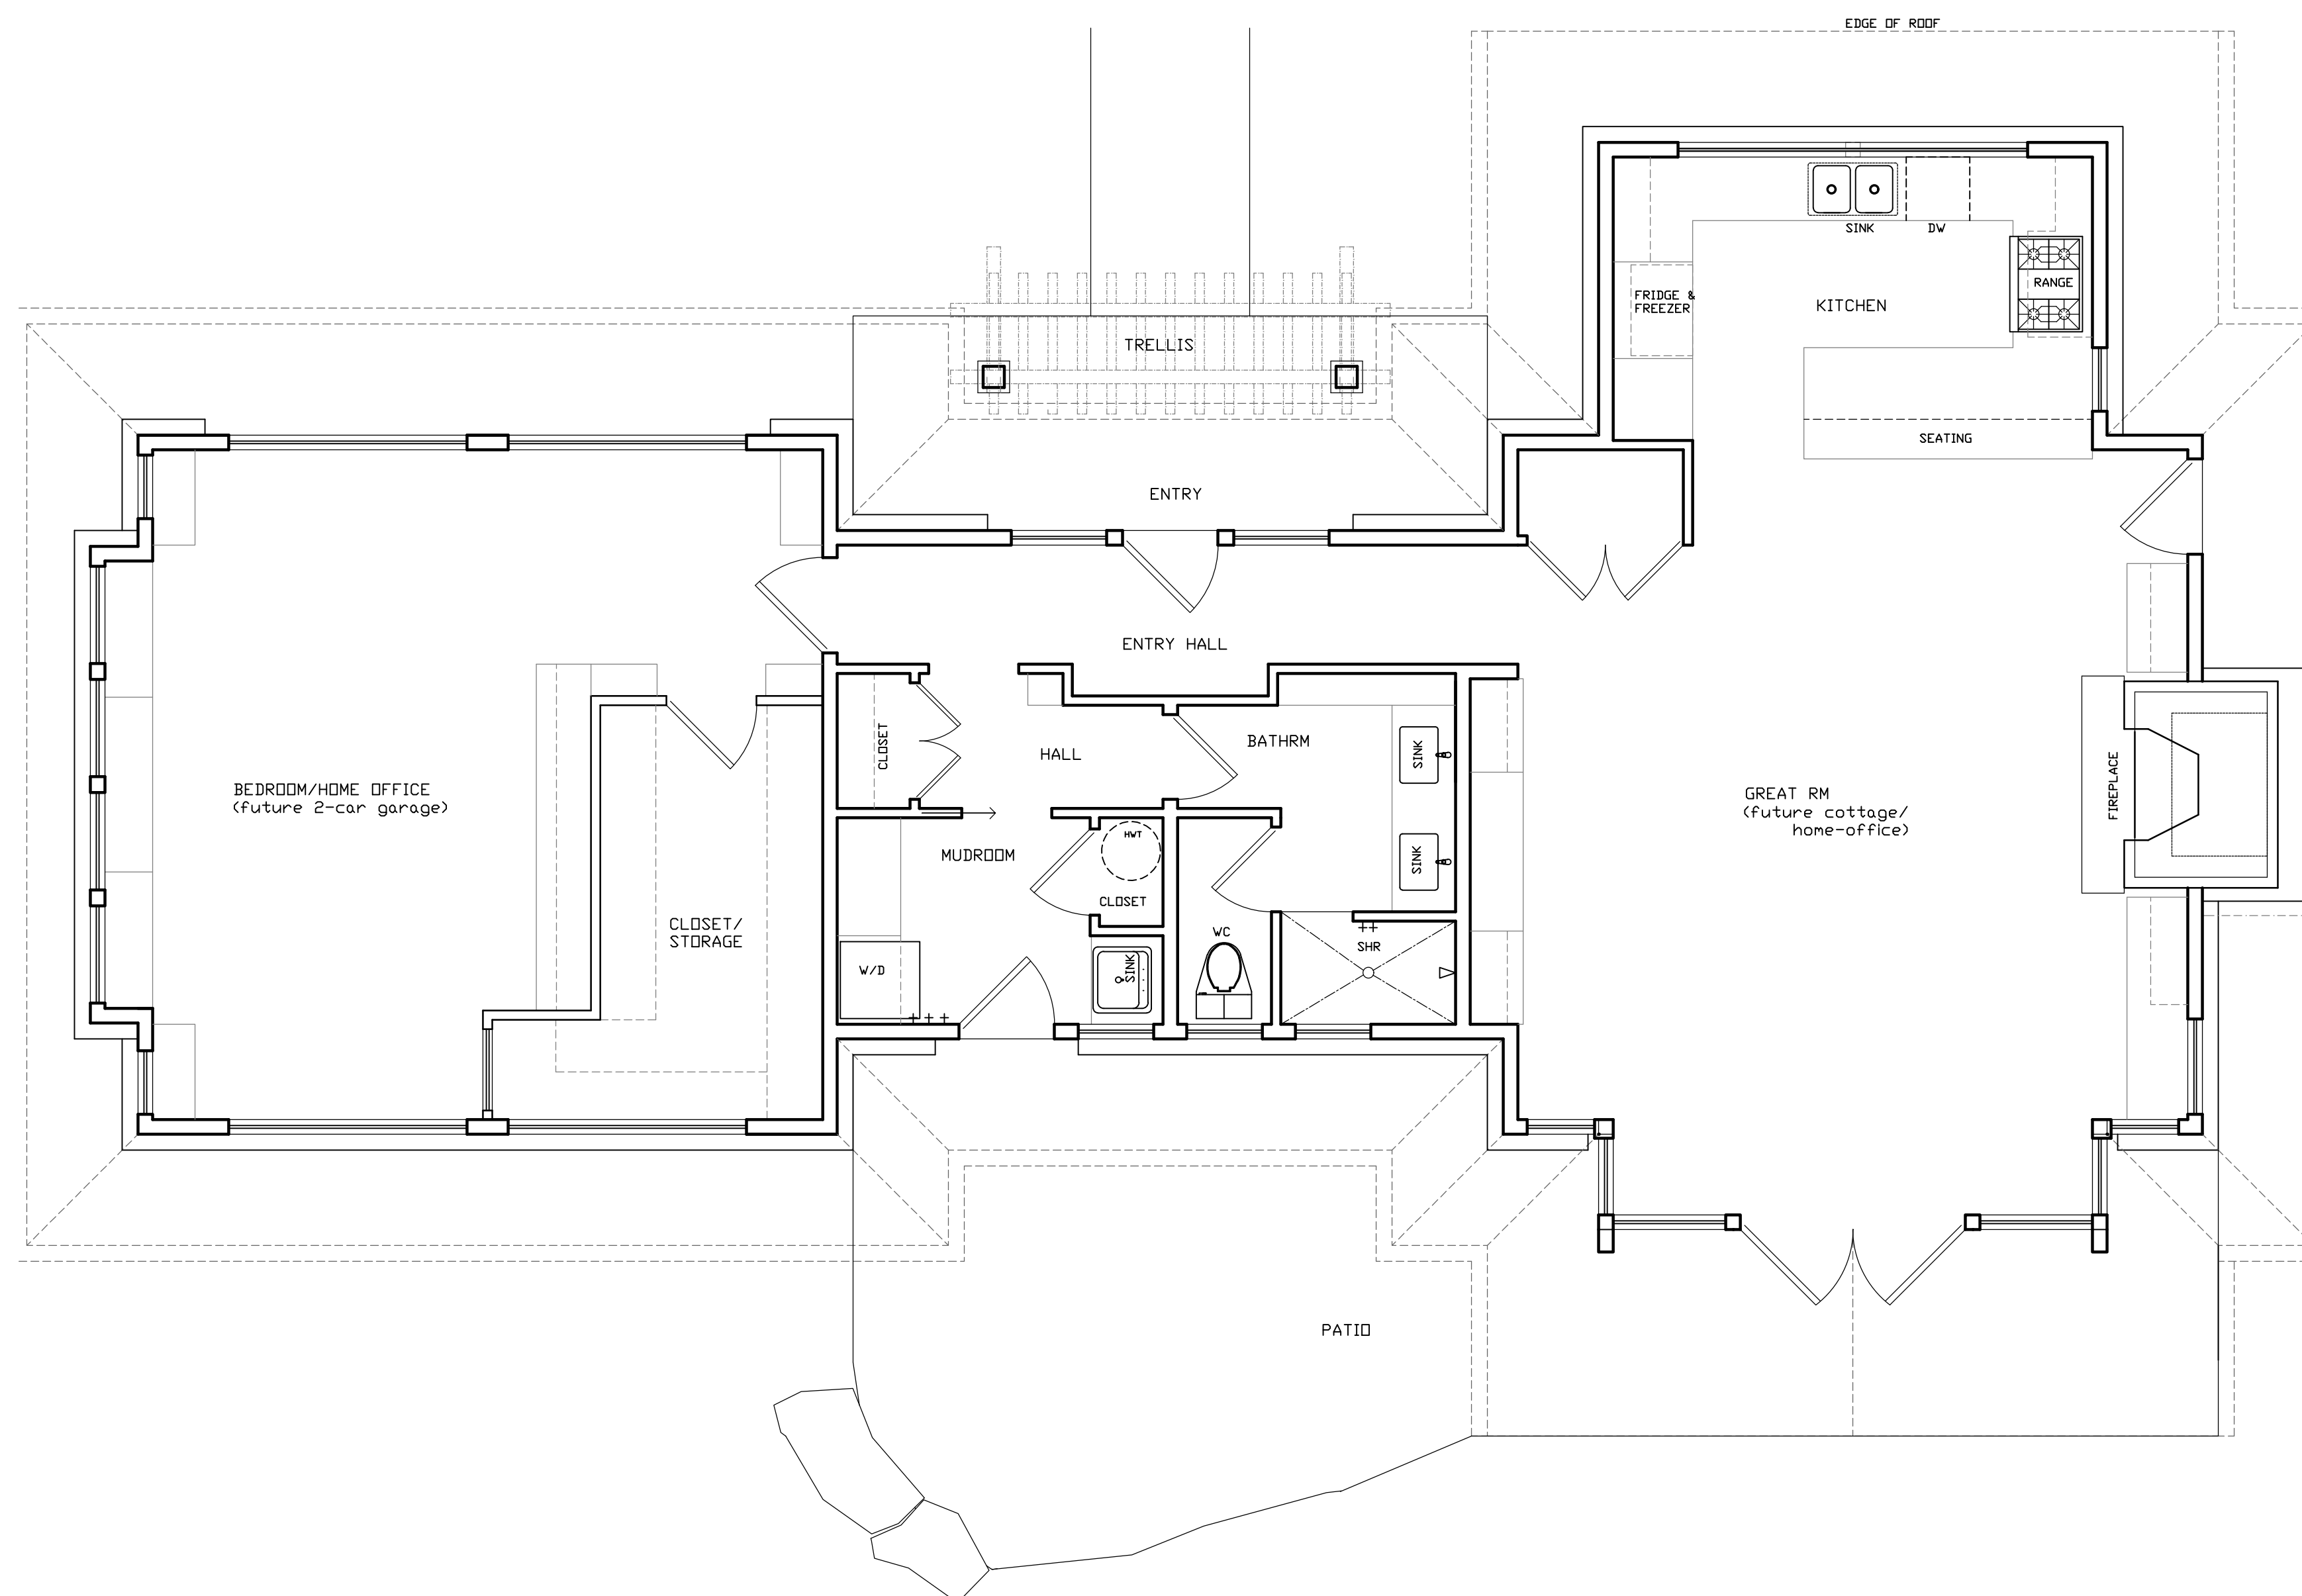 EDGE OF ROOF
SINK
DW
RANGE
FRIDGE &
FREEZER
KITCHEN
TRELLIS
SEATING
ENTRY
ENTRY HALL
CLOSET
HALL
BATHRM
SINK
BEDROOM/HOME OFFICE
(future 2-car garage)
GREAT RM
(future cottage/
home-office)
FIREPLACE
HWT
MUDROOM
SINK
CLOSET
CLOSET/
STORAGE
WC
SHR
W/D
SINK
PATIO